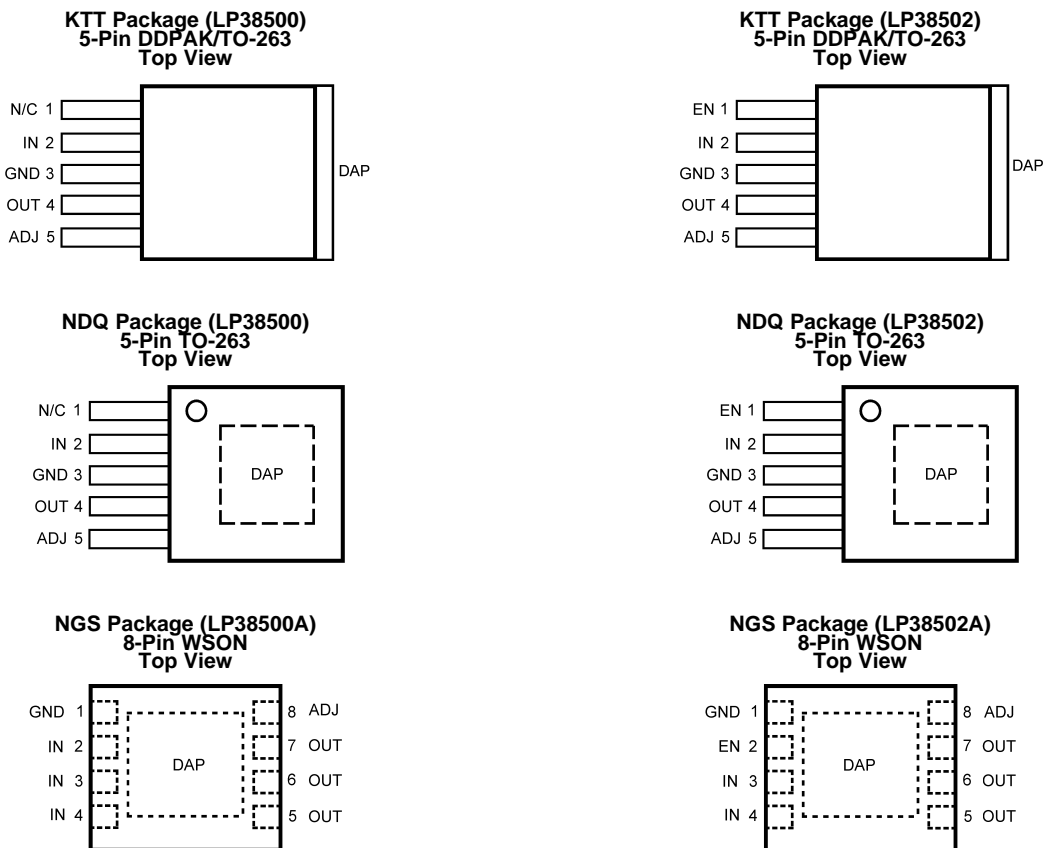 KTT Package (LP38500)
5-Pin DDPAK/TO-263
Top View
N/C 1
IN 2
GND 3
OUT 4
ADJ 5
DAP
KTT Package (LP38502)
5-Pin DDPAK/TO-263
Top View
EN 1
IN 2
GND 3
OUT 4
ADJ 5
DAP
NDQ Package (LP38500)
5-Pin TO-263
Top View
N/C 1
IN 2
GND 3
OUT 4
ADJ 5
DAP
NDQ Package (LP38502)
5-Pin TO-263
Top View
EN 1
IN 2
GND 3
OUT 4
ADJ 5
DAP
NGS Package (LP38500A)
8-Pin WSON
Top View
GND 1
IN 2
IN 3
IN 4
DAP
8 ADJ
7 OUT
6 OUT
5 OUT
NGS Package (LP38502A)
8-Pin WSON
Top View
GND 1
EN 2
IN 3
IN 4
DAP
8 ADJ
7 OUT
6 OUT
5 OUT